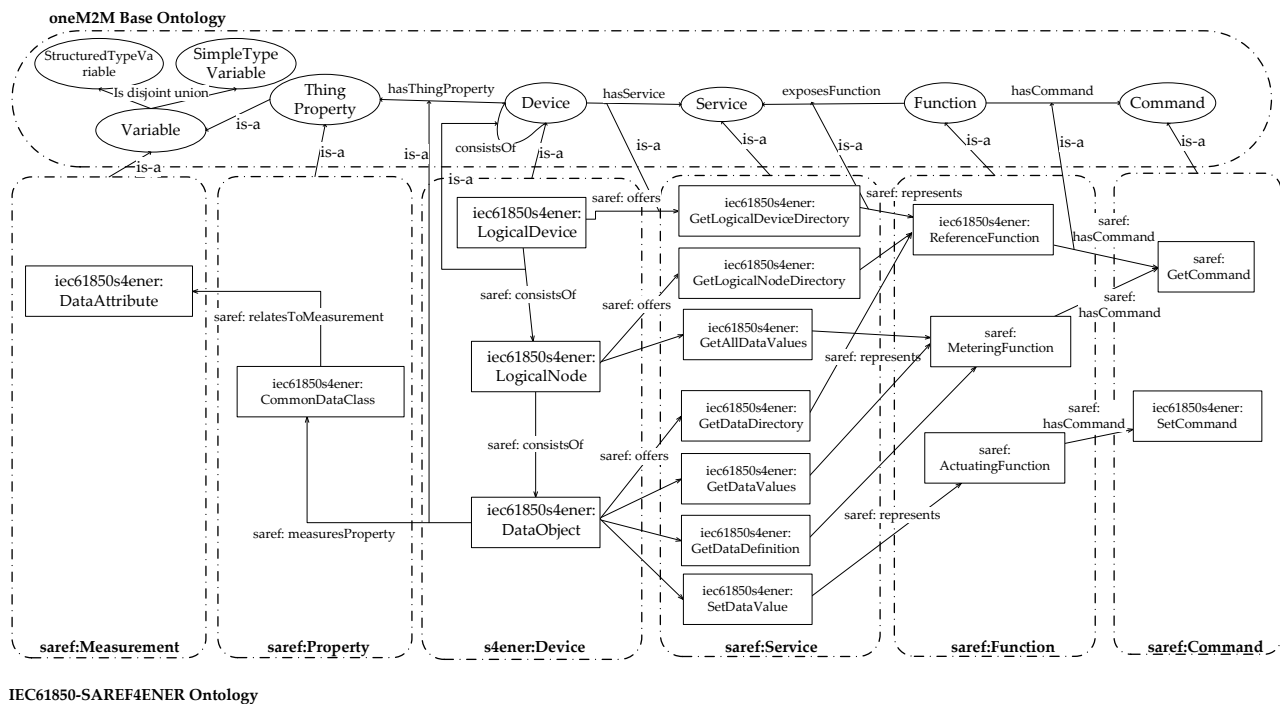 oneM2M Base Ontology
StructuredTypeVa
riable
SimpleType
Variable
Is disjoint union
Variable
is-a
Thing
Property
hasThingProperty
Device
consistsOf
hasService
Service
exposesFunction
Function
hasCommand
Command
is-a
is-a
is-a
is-a
is-a
is-a
is-a
is-a
is-a
is-a
is-a
iec61850s4ener:
DataAttribute
saref: relatesToMeasurement
iec61850s4ener:
CommonDataClass
saref: measuresProperty
iec61850s4ener:
LogicalDevice
saref: consistsOf
iec61850s4ener:
LogicalNode
saref: consistsOf
iec61850s4ener:
DataObject
saref: offers
saref: offers
saref: offers
iec61850s4ener:
GetLogicalDeviceDirectory
iec61850s4ener:
GetLogicalNodeDirectory
iec61850s4ener:
GetAllDataValues
iec61850s4ener:
GetDataDirectory
iec61850s4ener:
GetDataValues
iec61850s4ener:
GetDataDefinition
iec61850s4ener:
SetDataValue
saref: represents
saref: represents
saref: represents
iec61850s4ener:
ReferenceFunction
saref:
MeteringFunction
saref:
ActuatingFunction
saref:
hasCommand
saref:
hasCommand
saref:
hasCommand
saref:
GetCommand
iec61850s4ener:
SetCommand
saref:Measurement
saref:Property
s4ener:Device
saref:Service
saref:Function
saref:Command
IEC61850-SAREF4ENER Ontology